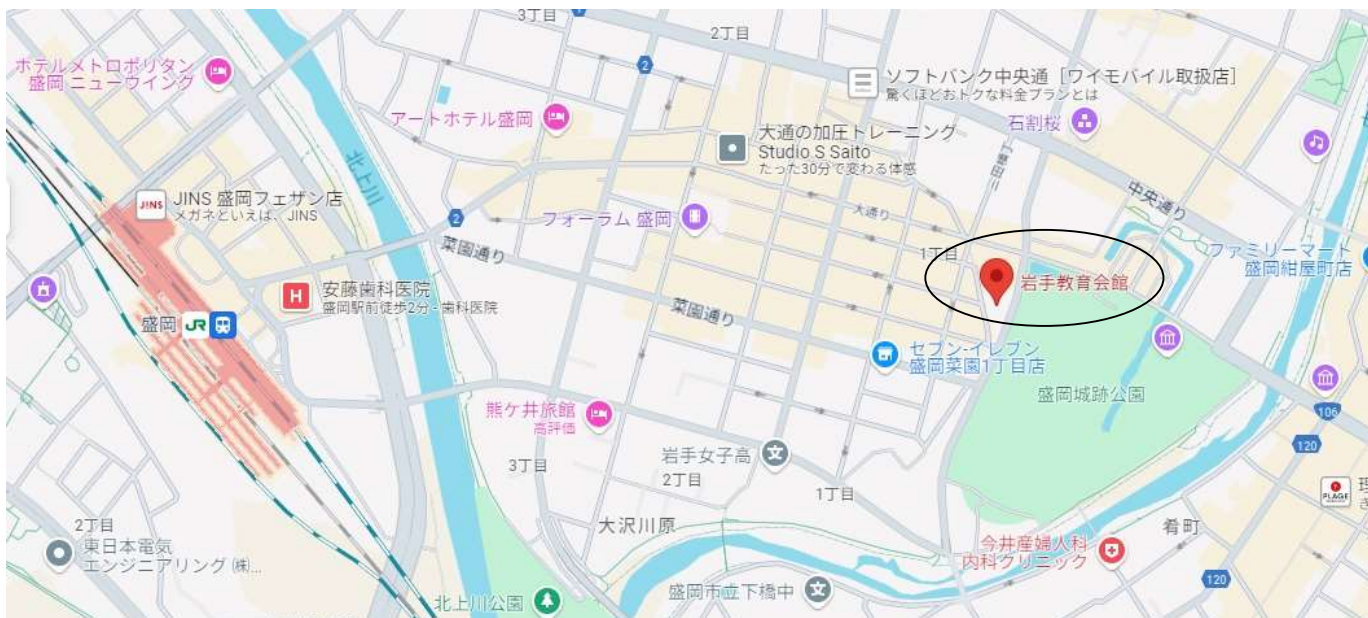 3丁目
2丁目
2
ホテルメトロポリタン
盛岡 ニューウイング
ソフトバンク中央通［ワイモバイル取扱店］
驚くほどおトクな料金プランとは
アートホテル盛岡
石割桜
大通の加圧トレーニング
Studio S Saito
たった30分で変わる体感
北上川
JINS
JINS 盛岡フェザン店
メガネといえば、JINS
中央通り
2
フォーラム 盛岡
大通り
菜園通り
1丁目
ファミリーマート
盛岡紺屋町店
岩手教育会館
H
安藤歯科医院
盛岡駅前徒歩2分 - 歯科医院
菜園通り
盛岡
JR
セブン-イレブン
盛岡菜園1丁目店
盛岡城跡公園
熊ケ井旅館
高評価
106
120
岩手女子高
文
3丁目
2丁目
1丁目
PLAGE
2丁目
大沢川原
肴町
東日本電気
エンジニアリング ㈱...
今井産婦人科
内科クリニック
120
盛岡市立下橋中
文
北上川公園